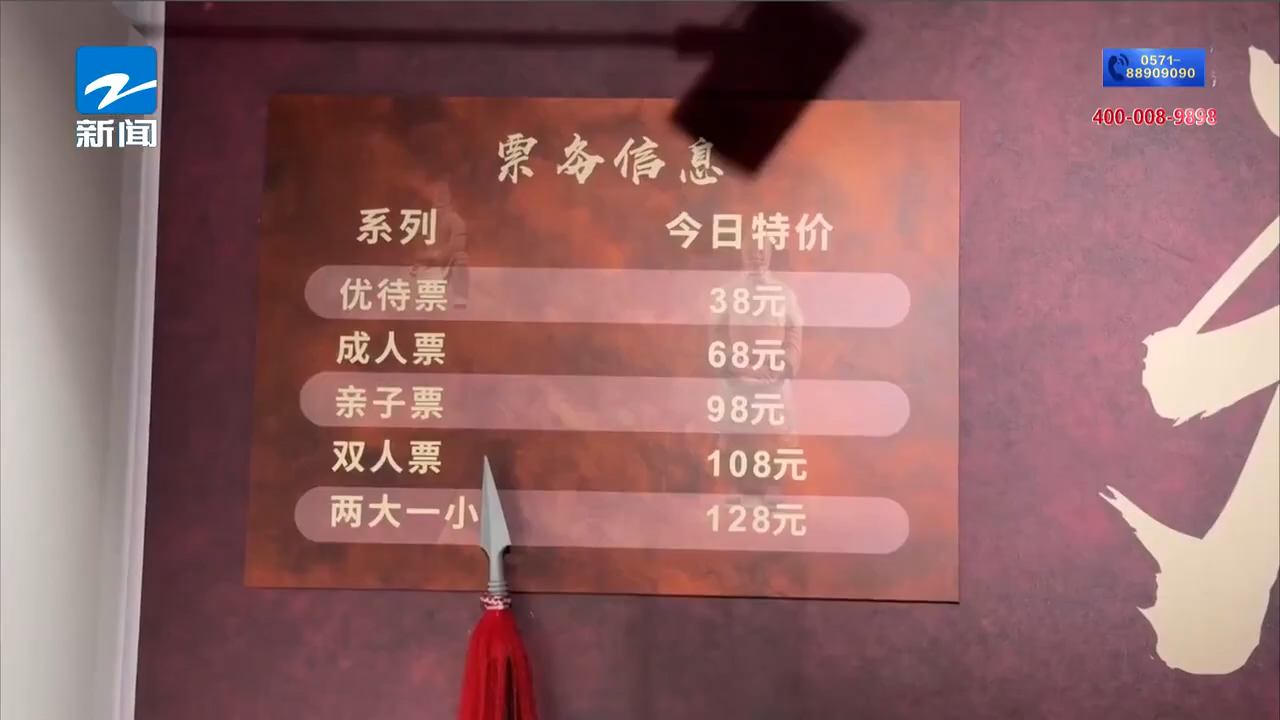 新闻
0571-
88909090
400-008-9898
票务信息
系列 今日特价
优待票 38元
成人票 68元
亲子票 98元
双人票 108元
两大一小 128元